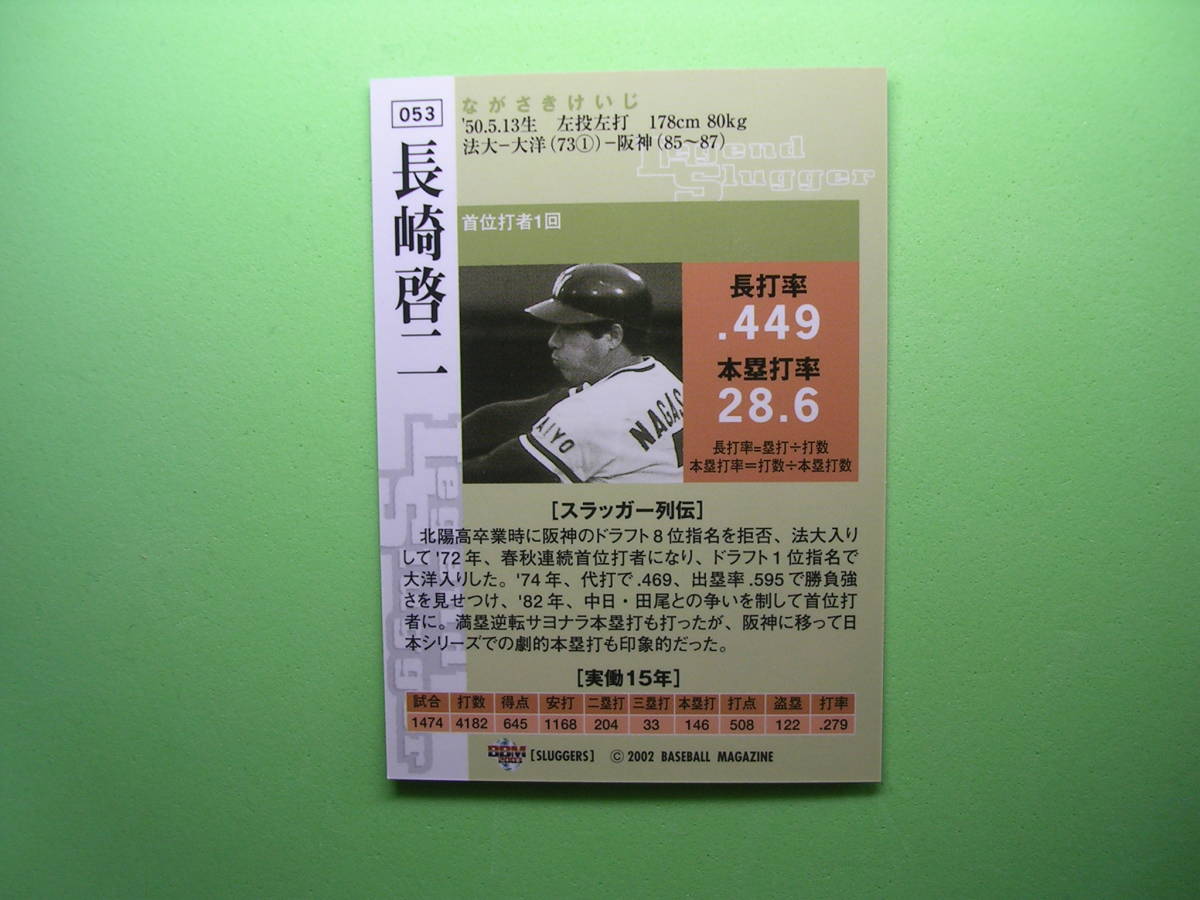 053
長崎啓二
ながさきけいじ
'50.5.13生 左投左打 178cm 80kg
法大−大洋(73①)−阪神(85〜87)
Legend
Slugger
首位打者1回
長打率
.449
本塁打率
28.6
長打率=塁打÷打数
本塁打率=打数÷本塁打数
AIYO
NAGAS
[スラッガー列伝]
北陽高卒業時に阪神のドラフト8位指名を拒否、法大入り
して'72年、春秋連続首位打者になり、ドラフト1位指名で
大洋入りした。'74年、代打で.469、出塁率.595で勝負強
さを見せつけ、'82年、中日・田尾との争いを制して首位打
者に。満塁逆転サヨナラ本塁打も打ったが、阪神に移って日
本シリーズでの劇的本塁打も印象的だった。
[実働15年]
試合 打数 得点 安打 二塁打 三塁打 本塁打 打点 盗塁 打率
1474 4182 645 1168 204 33 146 508 122 .279
Legend
Slugger
BBM [SLUGGERS] © 2002 BASEBALL MAGAZINE